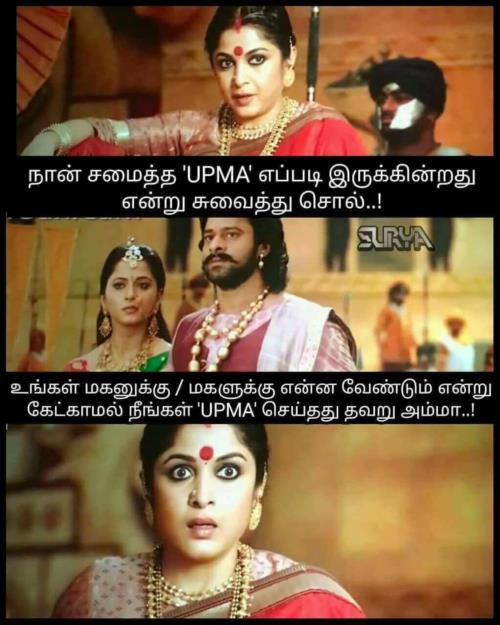 நான் சமைத்த 'UPMA' எப்படி இருக்கின்றது
என்று சுவைத்து சொல்..!
SURYA
உங்கள் மகனுக்கு / மகளுக்கு என்ன வேண்டும் என்று
கேட்காமல் நீங்கள் 'UPMA' செய்தது தவறு அம்மா..!